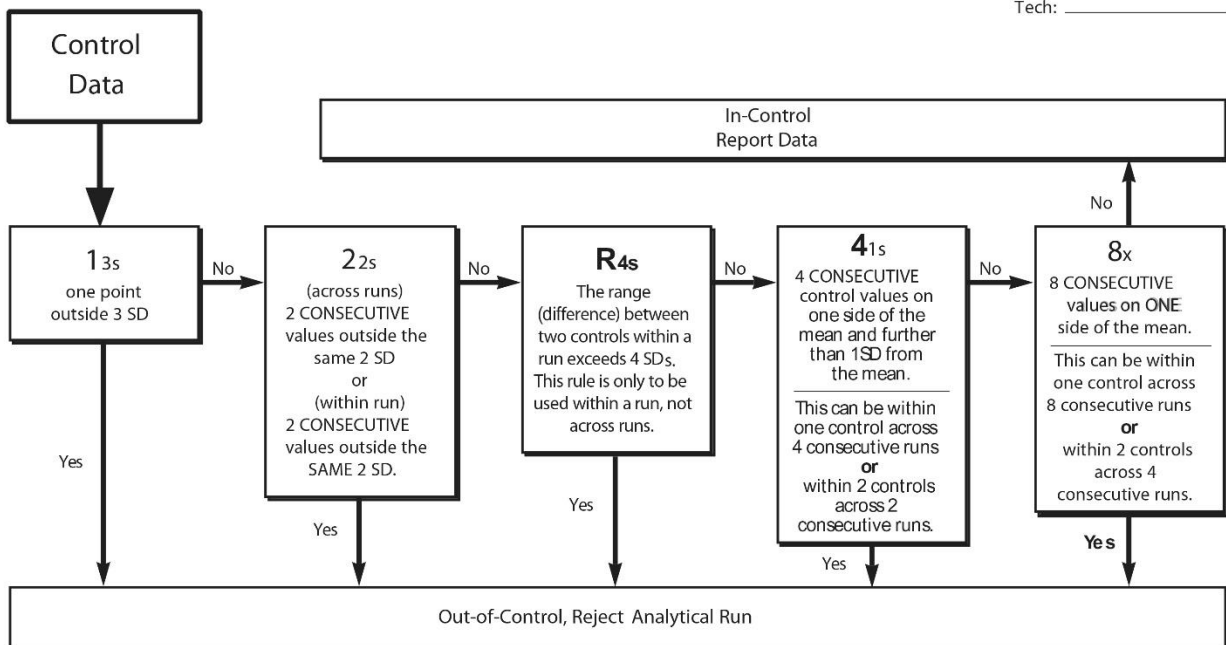 Tech:
Control
Data
In-Control
Report Data
No
1 3s
one point
outside 3 SD
No
2 2s
(across runs)
2 CONSECUTIVE
values outside the
same 2 SD
or
(within run)
2 CONSECUTIVE
values outside the
SAME 2 SD.
No
R4s
The range
(difference) between
two controls within a
run exceeds 4 SDs.
This rule is only to be
used within a run, not
across runs.
No
41s
4 CONSECUTIVE
control values on
one side of the
mean and further
than 1SD from
the mean.
This can be within
one control across
4 consecutive runs
or
within 2 controls
across 2
consecutive runs.
No
8x
8 CONSECUTIVE
values on ONE
side of the mean.
This can be within
one control across
8 consecutive runs
or
within 2 controls
across 4
consecutive runs.
Yes
Yes
Yes
Yes
Yes
Out-of-Control, Reject Analytical Run